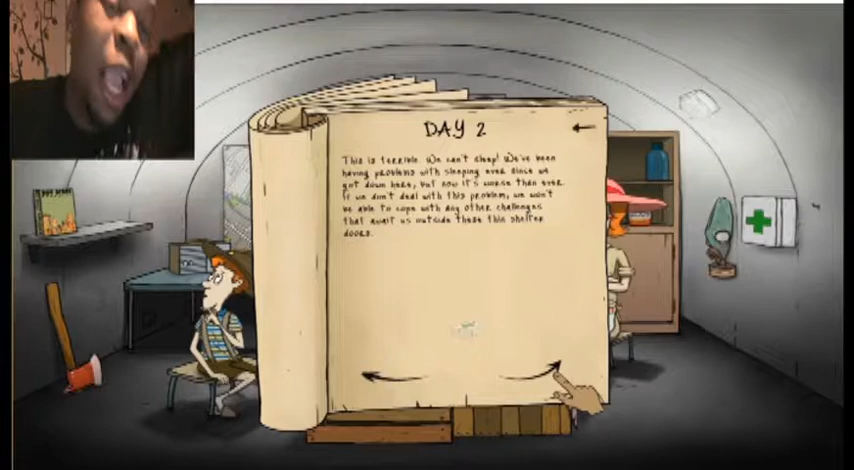 DAY 2
This is terrible. We can't sleep! We've been
having problems with sleeping ever since we
got down here, but now it's worse than ever.
If we don't deal with this problem, we won't
be able to cope with any other challenges
that await us outside these thin shelter
doors.